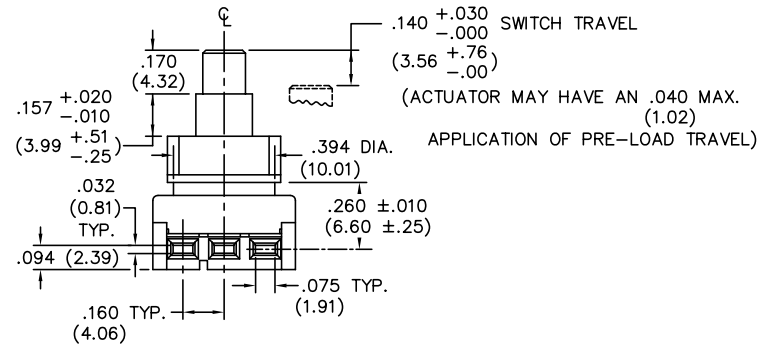 ℄
.140 +.030 -.000 SWITCH TRAVEL
(3.56 +.76 -.00)
(ACTUATOR MAY HAVE AN .040 MAX.
(1.02)
APPLICATION OF PRE-LOAD TRAVEL)
.170
(4.32)
.157 +.020 -.010
(3.99 +.51 -.25)
.394 DIA.
(10.01)
.032
(0.81)
TYP.
.260 ±.010
(6.60 ±.25)
.094 (2.39)
.075 TYP.
(1.91)
.160 TYP.
(4.06)